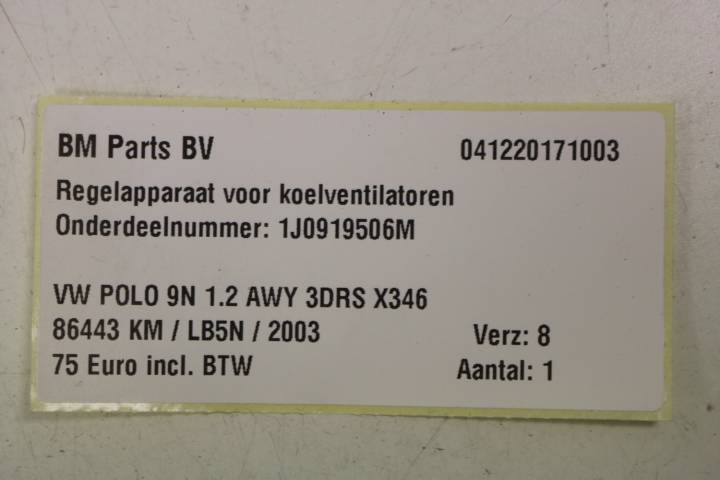 BM Parts BV 041220171003
Regelapparaat voor koelventilatoren
Onderdeelnummer: 1J0919506M
VW POLO 9N 1.2 AWY 3DRS X346
86443 KM / LB5N / 2003 Verz: 8
75 Euro incl. BTW Aantal: 1